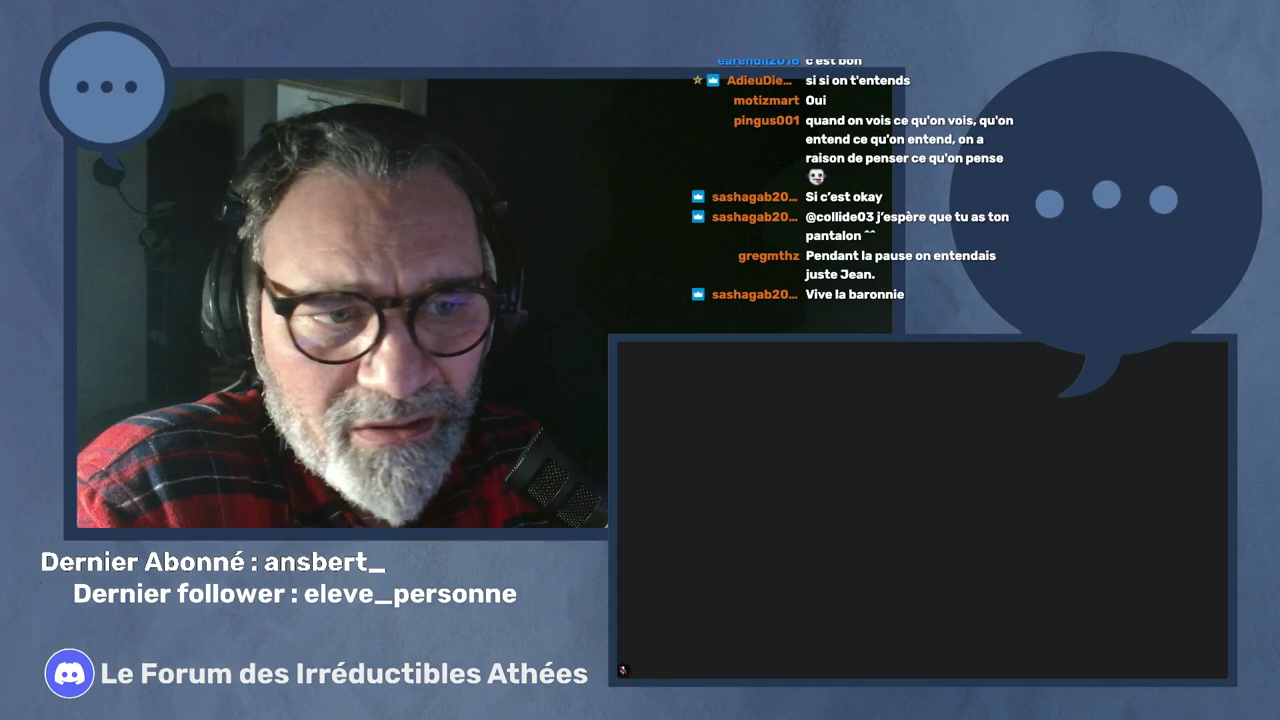 earendil2016 c'est bon
AdieuDie... si si on t'entends
motizmart Oui
pingus001 quand on vois ce qu'on vois, qu'on
entend ce qu'on entend, on a
raison de penser ce qu'on pense
sashagab20... Si c'est okay
sashagab20... @collide03 j'espère que tu as ton
pantalon ^^
gregmthz Pendant la pause on entendais
juste Jean.
sashagab20... Vive la baronnie
Dernier Abonné : ansbert_
Dernier follower : eleve_personne
Le Forum des Irréductibles Athées